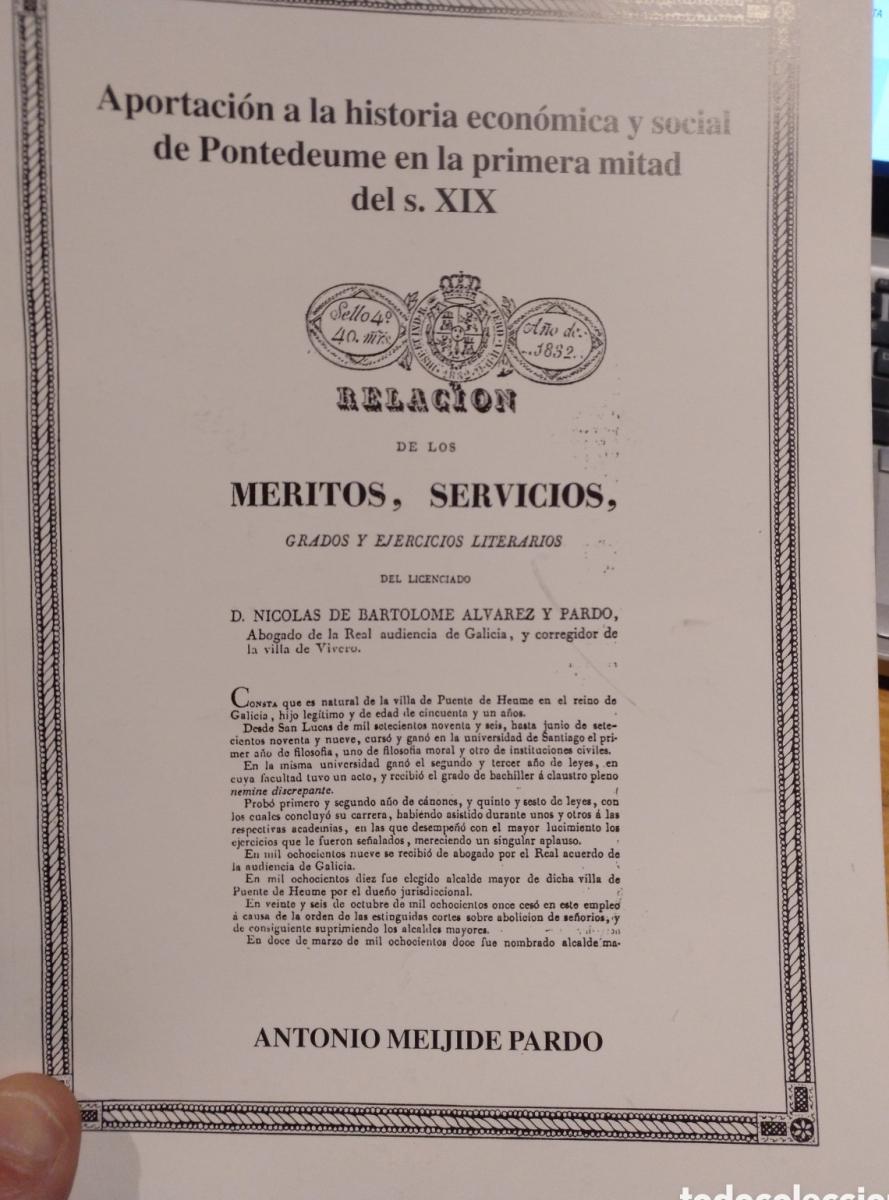 Aportación a la historia económica y social
de Pontedeume en la primera mitad
del s. XIX
Sello 4º
40. mrs
Año de
1832.
RELACION
DE LOS
MERITOS, SERVICIOS,
GRADOS Y EJERCICIOS LITERARIOS
DEL LICENCIADO
D. NICOLAS DE BARTOLOME ALVAREZ Y PARDO,
Abogado de la Real audiencia de Galicia, y corregidor de
la villa de Vivero.
CONSTA que es natural de la villa de Puente de Heume en el reino de
Galicia, hijo legítimo y de edad de cincuenta y un años.
Desde San Lucas de mil setecientos noventa y seis, hasta junio de sete-
cientos noventa y nueve, cursó y ganó en la universidad de Santiago el pri-
mer año de filosofia, uno de filosofia moral y otro de instituciones civiles.
En la misma universidad ganó el segundo y tercer año de leyes, en
cuya facultad tuvo un acto, y recibió el grado de bachiller á claustro pleno
nemine discrepante.
Probó primero y segundo año de cánones, y quinto y sesto de leyes, con
los cuales concluyó su carrera, habiendo asistido durante unos y otros á las
respectivas academias, en las que desempeñó con el mayor lucimiento los
ejercicios que le fueron señalados, mereciendo un singular aplauso.
En mil ochocientos nueve se recibió de abogado por el Real acuerdo de
la audiencia de Galicia.
En mil ochocientos diez fue elegido alcalde mayor de dicha villa de
Puente de Heume por el dueño jurisdiccional.
En veinte y seis de octubre de mil ochocientos once cesó en este empleo
á causa de la orden de las estinguidas cortes sobre abolicion de señorios, y
de consiguiente suprimiendo los alcaldes mayores.
En doce de marzo de mil ochocientos doce fue nombrado alcalde ma-
ANTONIO MEIJIDE PARDO